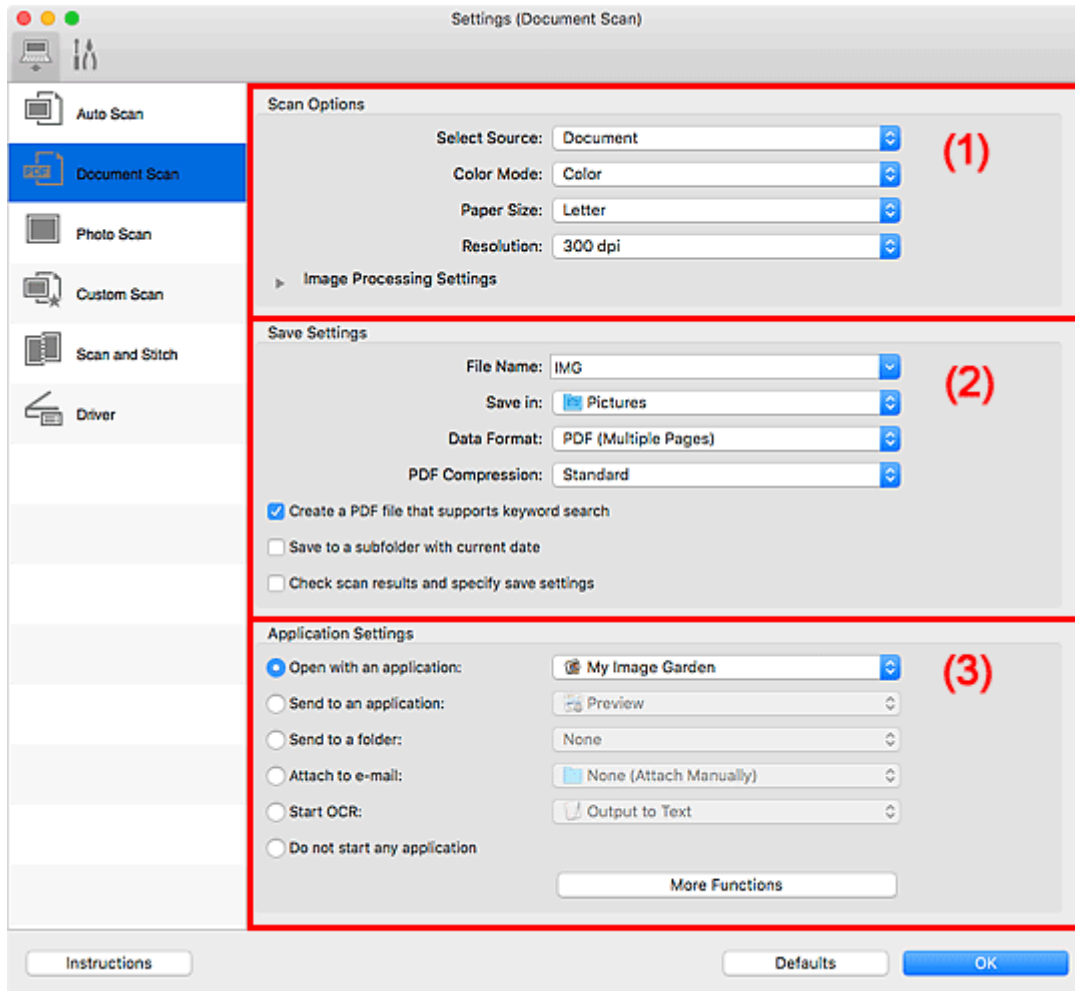 Settings (Document Scan)
Auto Scan
PDF
Document Scan
Photo Scan
Custom Scan
Scan and Stitch
Driver
Scan Options
(1)
Select Source: Document
Color Mode: Color
Paper Size: Letter
Resolution: 300 dpi
Image Processing Settings
Save Settings
(2)
File Name: IMG
Save in: Pictures
Data Format: PDF (Multiple Pages)
PDF Compression: Standard
Create a PDF file that supports keyword search
Save to a subfolder with current date
Check scan results and specify save settings
Application Settings
(3)
Open with an application: My Image Garden
Send to an application: Preview
Send to a folder: None
Attach to e-mail: None (Attach Manually)
Start OCR: Output to Text
Do not start any application
More Functions
Instructions Defaults OK